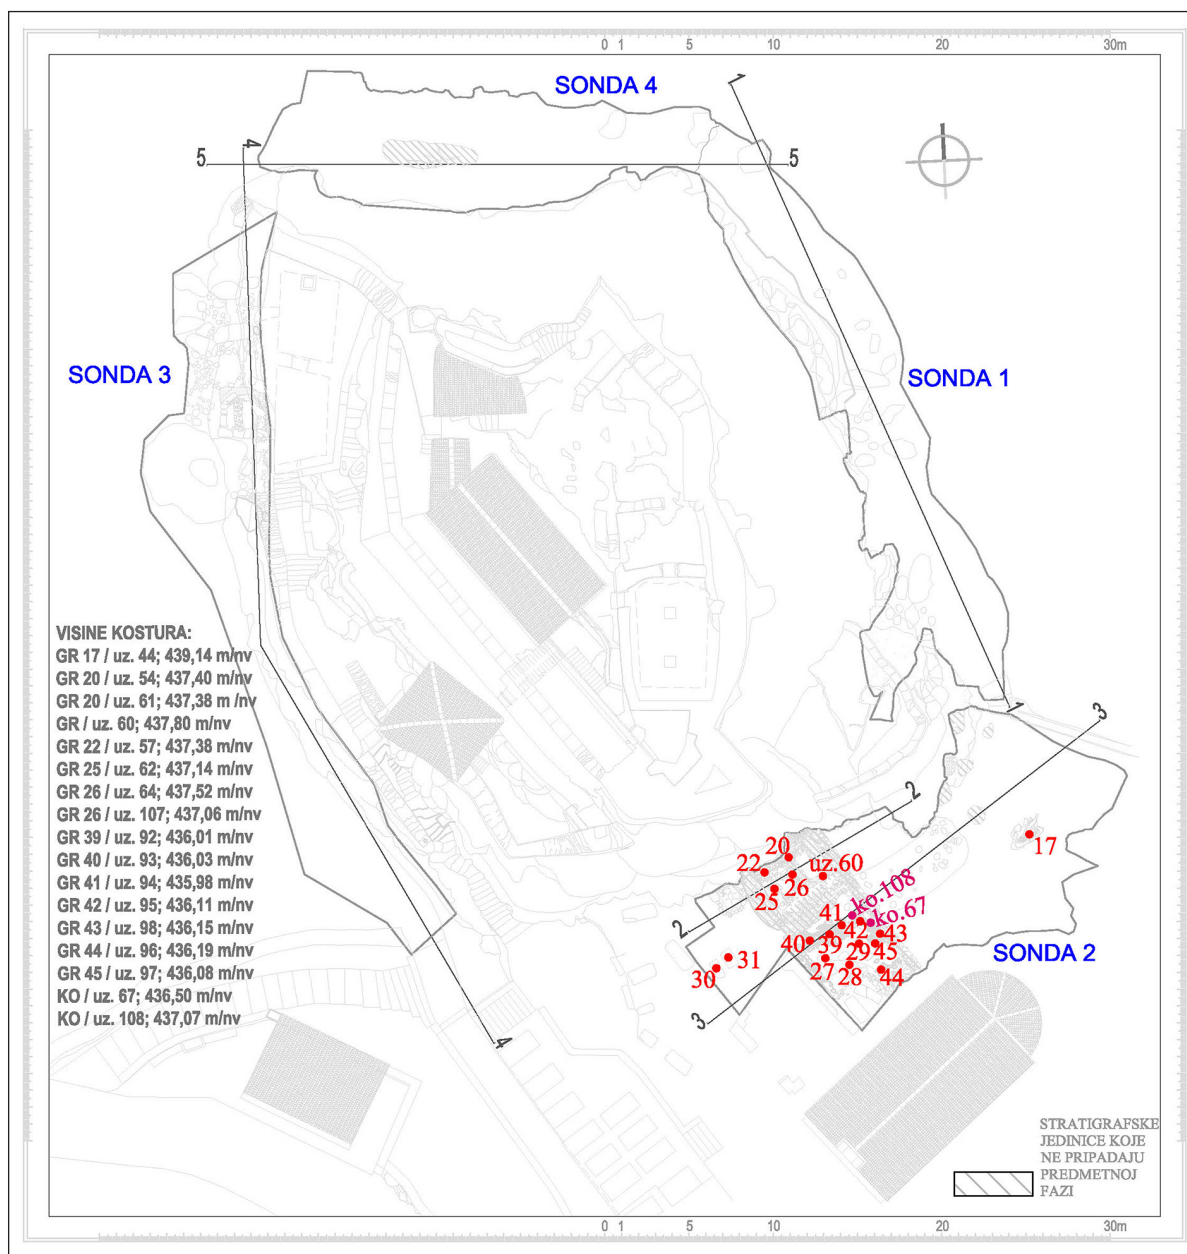 0 1 5 10 20 30m
SONDA 4
1
4
5 5
SONDA 3
SONDA 1
VISINE KOSTURA:
GR 17 / uz. 44; 439,14 m/nv
GR 20 / uz. 54; 437,40 m/nv
GR 20 / uz. 61; 437,38 m /nv
GR / uz. 60; 437,80 m/nv
GR 22 / uz. 57; 437,38 m/nv
GR 25 / uz. 62; 437,14 m/nv
GR 26 / uz. 64; 437,52 m/nv
GR 26 / uz. 107; 437,06 m/nv
GR 39 / uz. 92; 436,01 m/nv
GR 40 / uz. 93; 436,03 m/nv
GR 41 / uz. 94; 435,98 m/nv
GR 42 / uz. 95; 436,11 m/nv
GR 43 / uz. 98; 436,15 m/nv
GR 44 / uz. 96; 436,19 m/nv
GR 45 / uz. 97; 436,08 m/nv
KO / uz. 67; 436,50 m/nv
KO / uz. 108; 437,07 m/nv
1
3
2
17
20
22
uz.60
26
25
ko.108
ko.67
2
41
42
43
40
39
29
45
SONDA 2
31
30
27
28
44
3
4
STRATIGRAFSKE
JEDINICE KOJE
NE PRIPADAJU
PREDMETNOJ
FAZI
0 1 5 10 20 30m